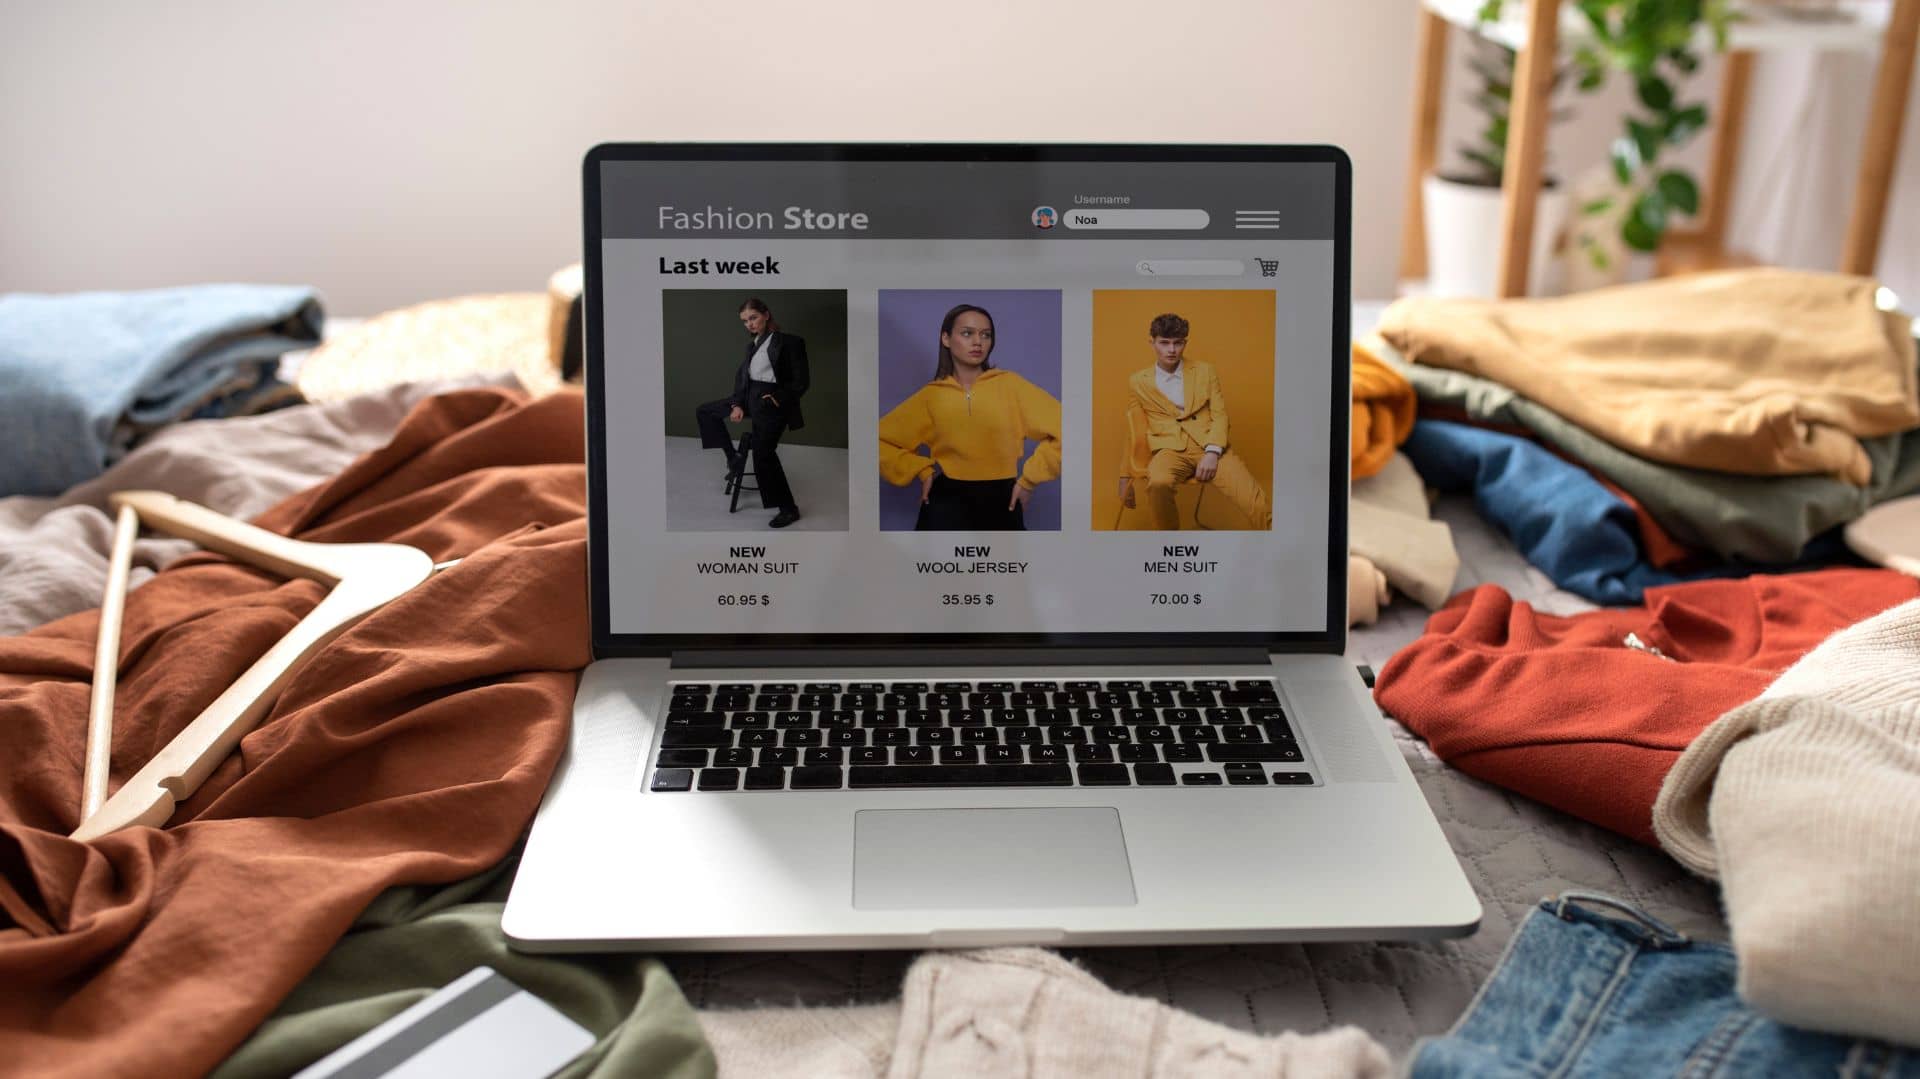 Fashion Store
Username
Noa
Last week
NEW
WOMAN SUIT
60.95 $
NEW
WOOL JERSEY
35.95 $
NEW
MEN SUIT
70.00 $
Q W E R T Z U I O P Ü
A S D F G H J K L Ö Ä
Y X C V B N M